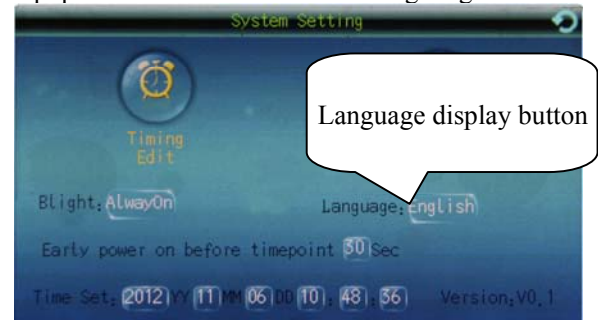 System Setting
Timing
Edit
Language display button
Blight:AlwayOn
Language:English
Early power on before timepoint 30 Sec
Time Set: 2012 YY 11 MM 06 DD 10 : 48 : 36 Version:V0.1